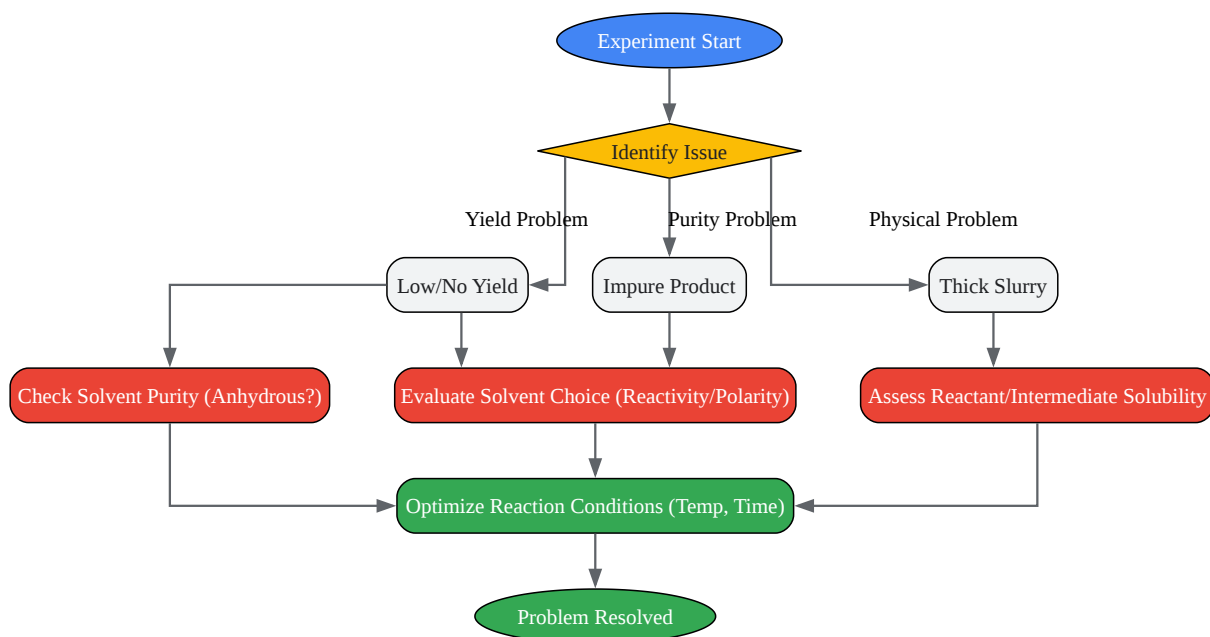 Experiment Start
Identify Issue
Yield Problem
Purity Problem
Physical Problem
Low/No Yield
Impure Product
Thick Slurry
Check Solvent Purity (Anhydrous?)
Evaluate Solvent Choice (Reactivity/Polarity)
Assess Reactant/Intermediate Solubility
Optimize Reaction Conditions (Temp, Time)
Problem Resolved